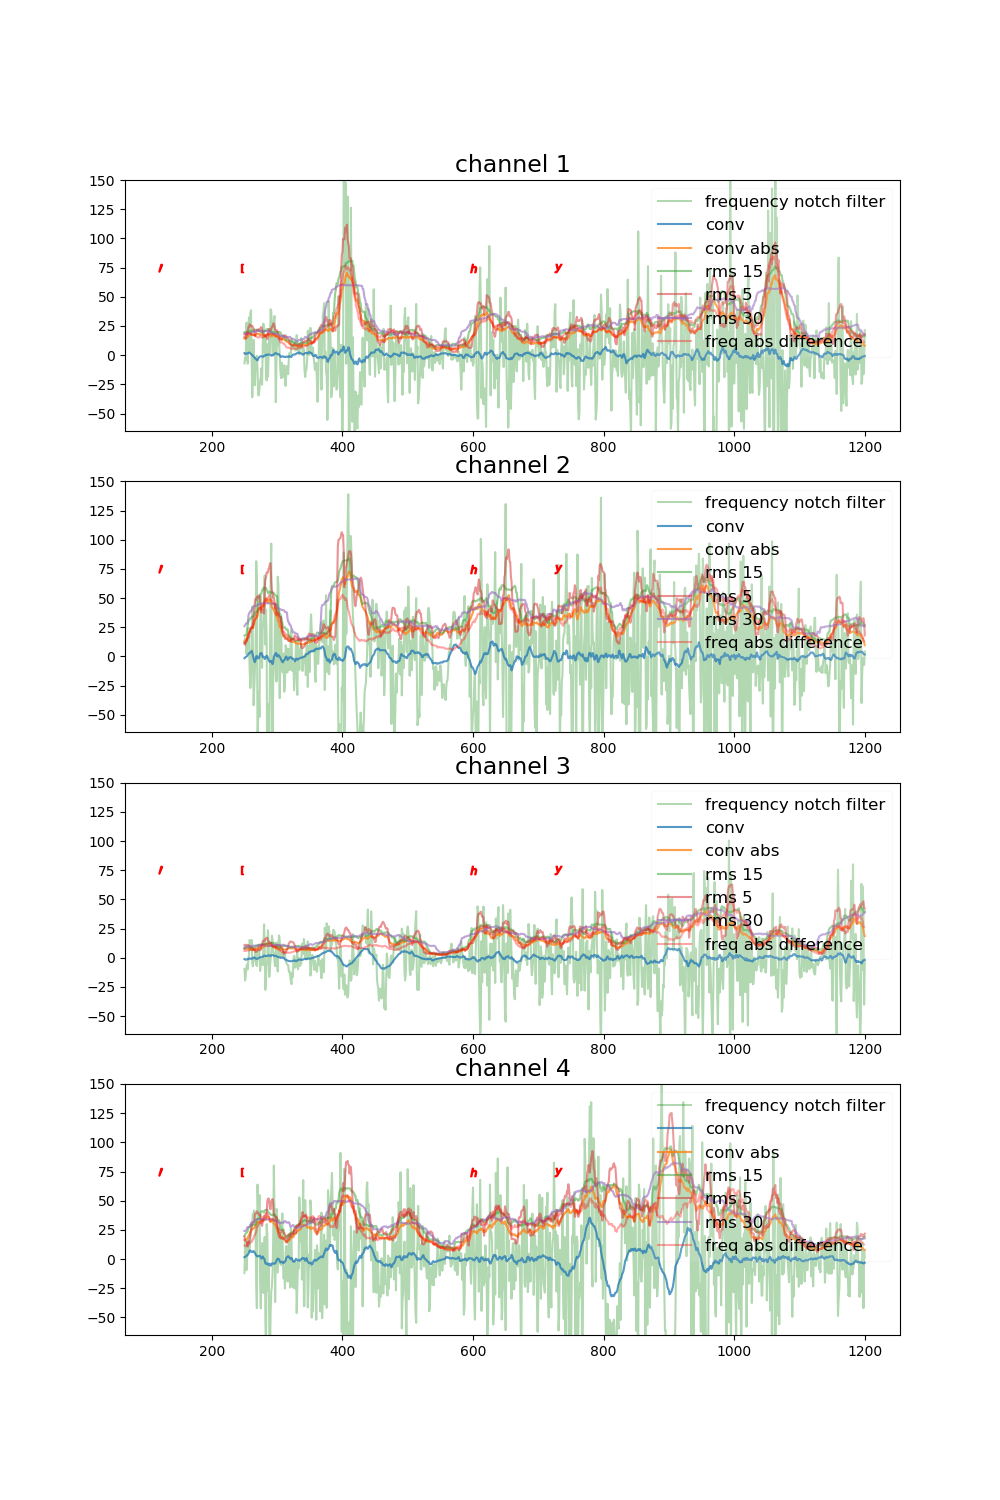 channel 1
150
125
100
75
50
25
0
−25
−50
h y
frequency notch filter
conv
conv abs
rms 15
rms 5
rms 30
freq abs difference
200 400 600 800 1000 1200
channel 2
150
125
100
75
50
25
0
−25
−50
h y
frequency notch filter
conv
conv abs
rms 15
rms 5
rms 30
freq abs difference
200 400 600 800 1000 1200
channel 3
150
125
100
75
50
25
0
−25
−50
h y
frequency notch filter
conv
conv abs
rms 15
rms 5
rms 30
freq abs difference
200 400 600 800 1000 1200
channel 4
150
125
100
75
50
25
0
−25
−50
h y
frequency notch filter
conv
conv abs
rms 15
rms 5
rms 30
freq abs difference
200 400 600 800 1000 1200